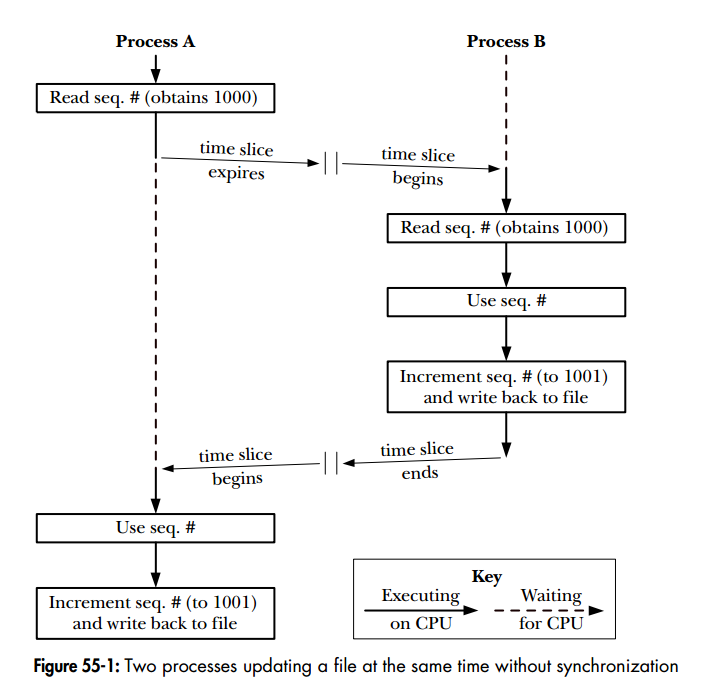 Process A
Process B
Read seq. # (obtains 1000)
time slice
expires
time slice
begins
Read seq. # (obtains 1000)
Use seq. #
Increment seq. # (to 1001)
and write back to file
time slice
ends
time slice
begins
Use seq. #
Increment seq. # (to 1001)
and write back to file
Key
Executing
on CPU
Waiting
for CPU
Figure 55-1: Two processes updating a file at the same time without synchronization